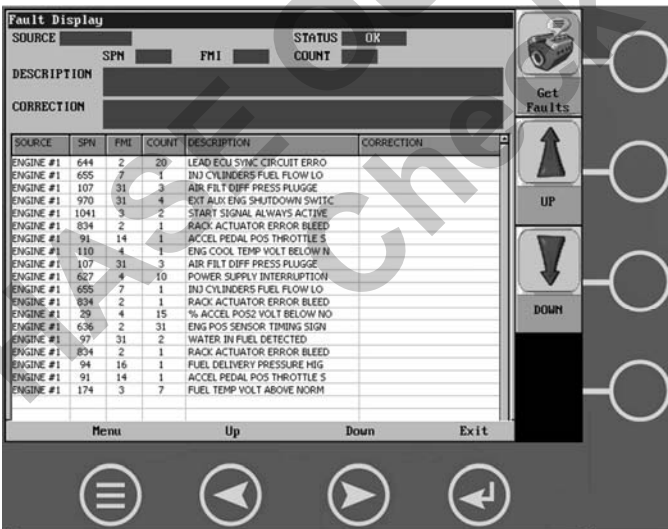 Fault Display
SOURCE STATUS OK
SPN FMI COUNT
DESCRIPTION
CORRECTION
SOURCE SPN FMI COUNT DESCRIPTION CORRECTION
ENGINE #1 644 2 20 LEAD ECU SYNC CIRCUIT ERRO
ENGINE #1 655 7 1 INJ CYLINDERS FUEL FLOW LO
ENGINE #1 107 31 3 AIR FILT DIFF PRESS PLUGGE
ENGINE #1 970 31 4 EXT AUX ENG SHUTDOWN SWITC
ENGINE #1 1041 3 2 START SIGNAL ALWAYS ACTIVE
ENGINE #1 834 2 1 RACK ACTUATOR ERROR BLEED
ENGINE #1 91 14 1 ACCEL PEDAL POS THROTTLE S
ENGINE #1 110 4 1 ENG COOL TEMP VOLT BELOW N
ENGINE #1 107 31 3 AIR FILT DIFF PRESS PLUGGE
ENGINE #1 627 4 10 POWER SUPPLY INTERRUPTION
ENGINE #1 655 7 1 INJ CYLINDERS FUEL FLOW LO
ENGINE #1 834 2 1 RACK ACTUATOR ERROR BLEED
ENGINE #1 29 4 15 % ACCEL POS2 VOLT BELOW NO
ENGINE #1 636 2 31 ENG POS SENSOR TIMING SIGN
ENGINE #1 97 31 2 WATER IN FUEL DETECTED
ENGINE #1 834 2 1 RACK ACTUATOR ERROR BLEED
ENGINE #1 94 16 1 FUEL DELIVERY PRESSURE HIG
ENGINE #1 91 14 1 ACCEL PEDAL POS THROTTLE S
ENGINE #1 174 3 7 FUEL TEMP VOLT ABOVE NORM
Menu Up Down Exit
Get
Faults
UP
DOWN
Check